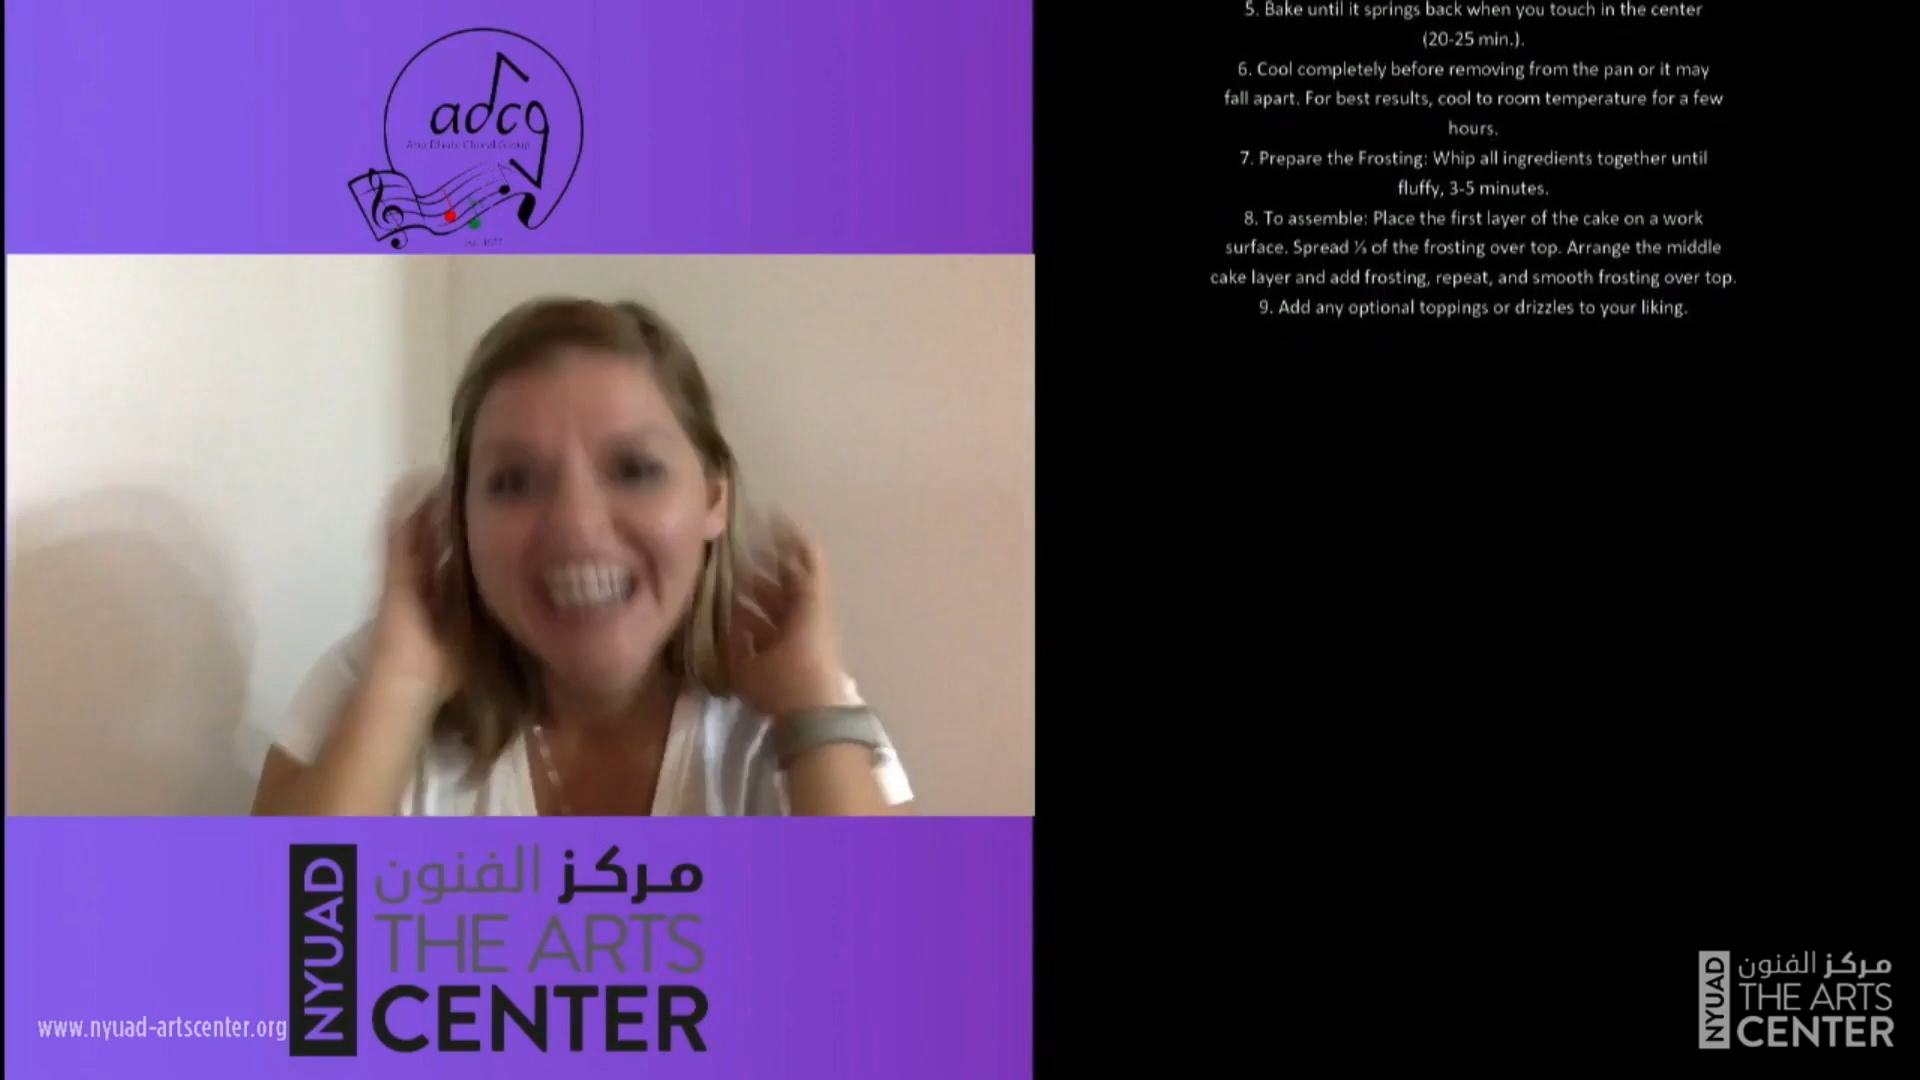 adcg
Abu Dhabi Choral Group
مركز الفنون
NYUAD
THE ARTS
CENTER
www.nyuad-artscenter.org
5. Bake until it springs back when you touch in the center
(20-25 min.).
6. Cool completely before removing from the pan or it may
fall apart. For best results, cool to room temperature for a few
hours.
7. Prepare the Frosting: Whip all ingredients together until
fluffy, 3-5 minutes.
8. To assemble: Place the first layer of the cake on a work
surface. Spread ⅓ of the frosting over top. Arrange the middle
cake layer and add frosting, repeat, and smooth frosting over top.
9. Add any optional toppings or drizzles to your liking.
مركز الفنون
NYUAD
THE ARTS
CENTER